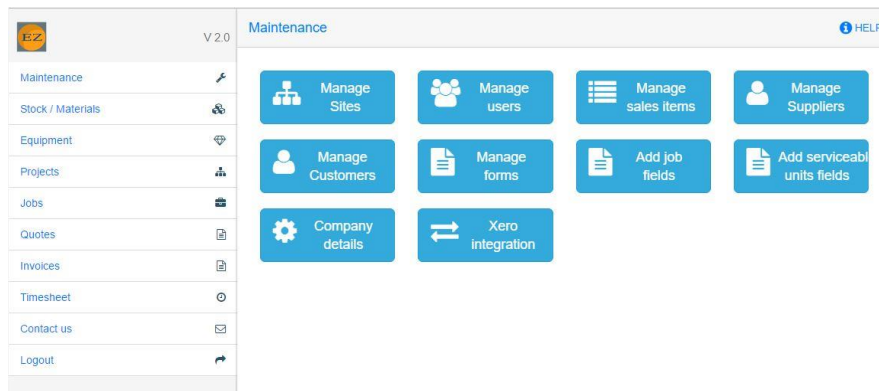 EZ
V 2.0
Maintenance
HELP
Maintenance
Stock / Materials
Equipment
Projects
Jobs
Quotes
Invoices
Timesheet
Contact us
Logout
Manage
Sites
Manage
users
Manage
sales items
Manage
Suppliers
Manage
Customers
Manage
forms
Add job
fields
Add serviceabl
units fields
Company
details
Xero
integration